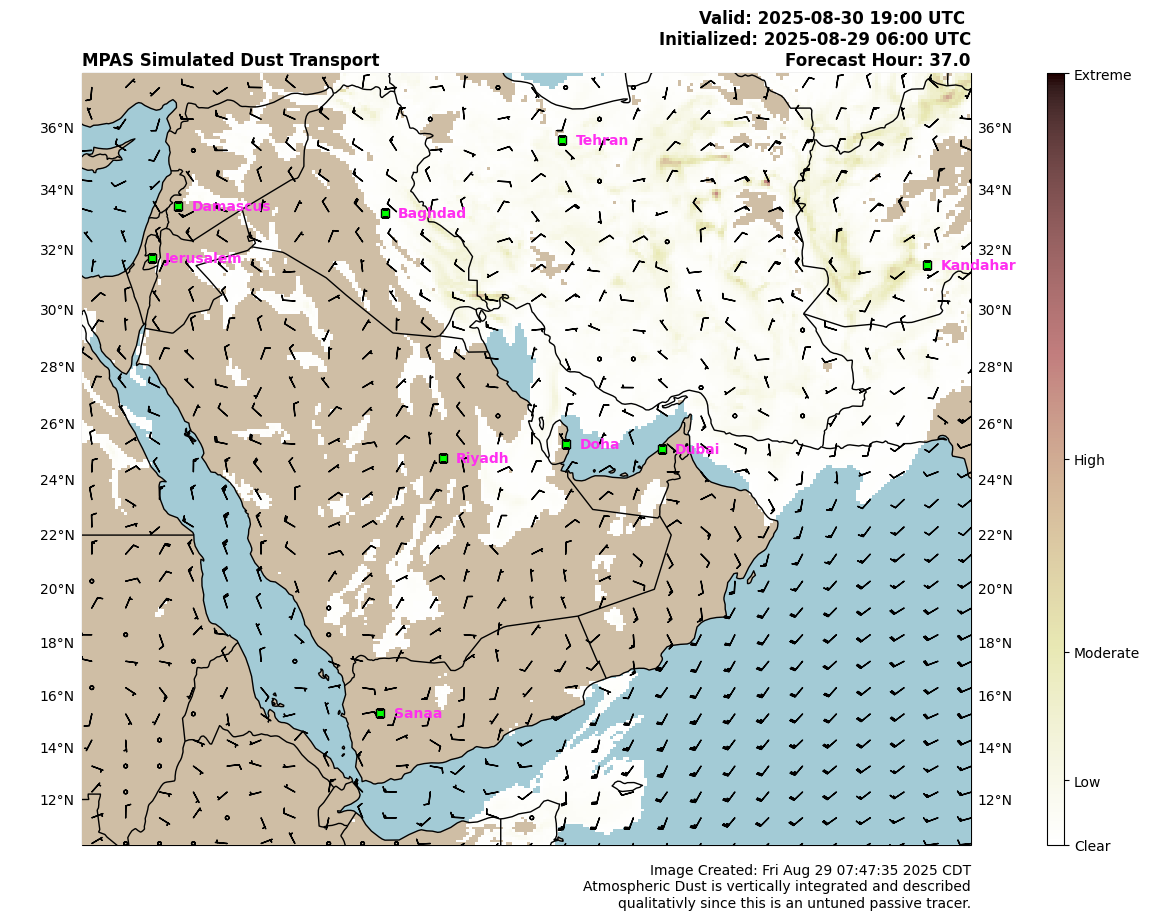 Valid: 2025-08-30 19:00 UTC
Initialized: 2025-08-29 06:00 UTC
MPAS Simulated Dust Transport
Forecast Hour: 37.0
Extreme
High
Moderate
Low
Clear
36°N
34°N
32°N
30°N
28°N
26°N
24°N
22°N
20°N
18°N
16°N
14°N
12°N
36°N
34°N
32°N
30°N
28°N
26°N
24°N
22°N
20°N
18°N
16°N
14°N
12°N
Tehran
Damascus
Baghdad
Jerusalem
Kandahar
Doha
Dubai
Riyadh
Sanaa
Image Created: Fri Aug 29 07:47:35 2025 CDT
Atmospheric Dust is vertically integrated and described
qualitativly since this is an untuned passive tracer.